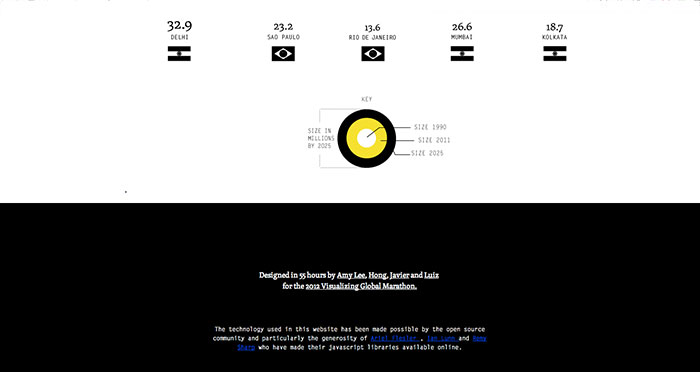 32.9 23.2 13.6 26.6 18.7
DELHI SAO PAULO RIO DE JANEIRO MUMBAI KOLKATA
KEY
SIZE IN
MILLIONS
BY 2025
SIZE 1990
SIZE 2011
SIZE 2025
Designed in 55 hours by Amy Lee, Hong, Javier and Luiz
for the 2012 Visualizing Global Marathon.
The technology used in this website has been made possible by the open source
community and particularly the generosity of Ariel Flesler , Ian Lunn and Remy
Sharp who have made their javascript libraries available online.